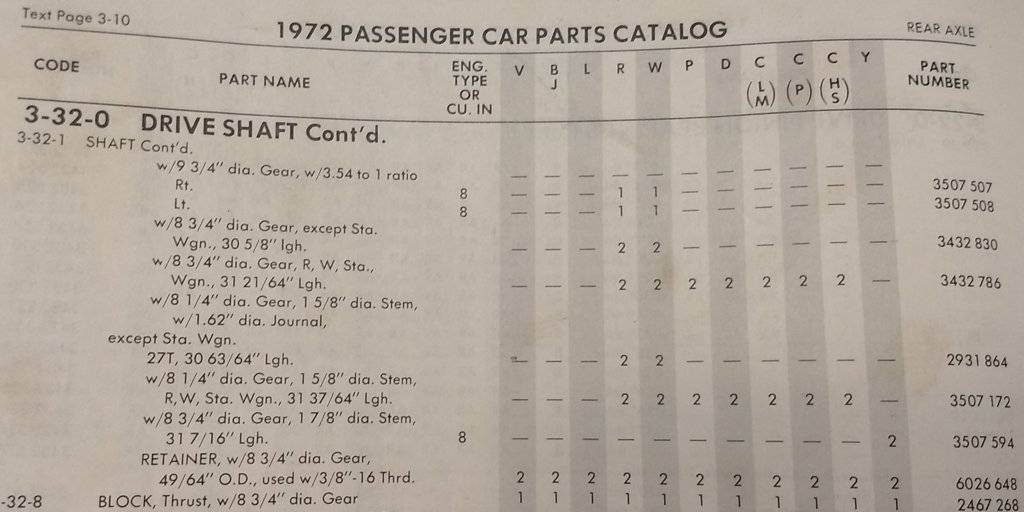 Text Page 3-10
1972 PASSENGER CAR PARTS CATALOG
REAR AXLE
CODE PART NAME ENG. TYPE OR CU. IN V B J L R W P D C (L M) C (P) C (H S) Y PART NUMBER
3-32-0 DRIVE SHAFT Cont'd.
3-32-1 SHAFT Cont'd.
w/9 3/4" dia. Gear, w/3.54 to 1 ratio — — — — — — — — — — —
Rt. 8 — — — 1 1 — — — — — — 3507 507
Lt. 8 — — — 1 1 — — — — — — 3507 508
w/8 3/4" dia. Gear, except Sta.
Wgn., 30 5/8" lgh. — — — 2 2 — — — — — — 3432 830
w/8 3/4" dia. Gear, R, W, Sta.,
Wgn., 31 21/64" Lgh. — — — 2 2 2 2 2 2 2 — 3432 786
w/8 1/4" dia. Gear, 1 5/8" dia. Stem,
w/1.62" dia. Journal,
except Sta. Wgn.
27T, 30 63/64" Lgh. — — — 2 2 — — — — — — 2931 864
w/8 1/4" dia. Gear, 1 5/8" dia. Stem,
R,W, Sta. Wgn., 31 37/64" Lgh. — — — 2 2 2 2 2 2 2 — 3507 172
w/8 3/4" dia. Gear, 1 7/8" dia. Stem,
31 7/16" Lgh. 8 — — — — — — — — — — 2 3507 594
RETAINER, w/8 3/4" dia. Gear,
49/64" O.D., used w/3/8"-16 Thrd. 2 2 2 2 2 2 2 2 2 2 2 6026 648
-32-8 BLOCK, Thrust, w/8 3/4" dia. Gear 1 1 1 1 1 1 1 1 1 1 1 2467 268